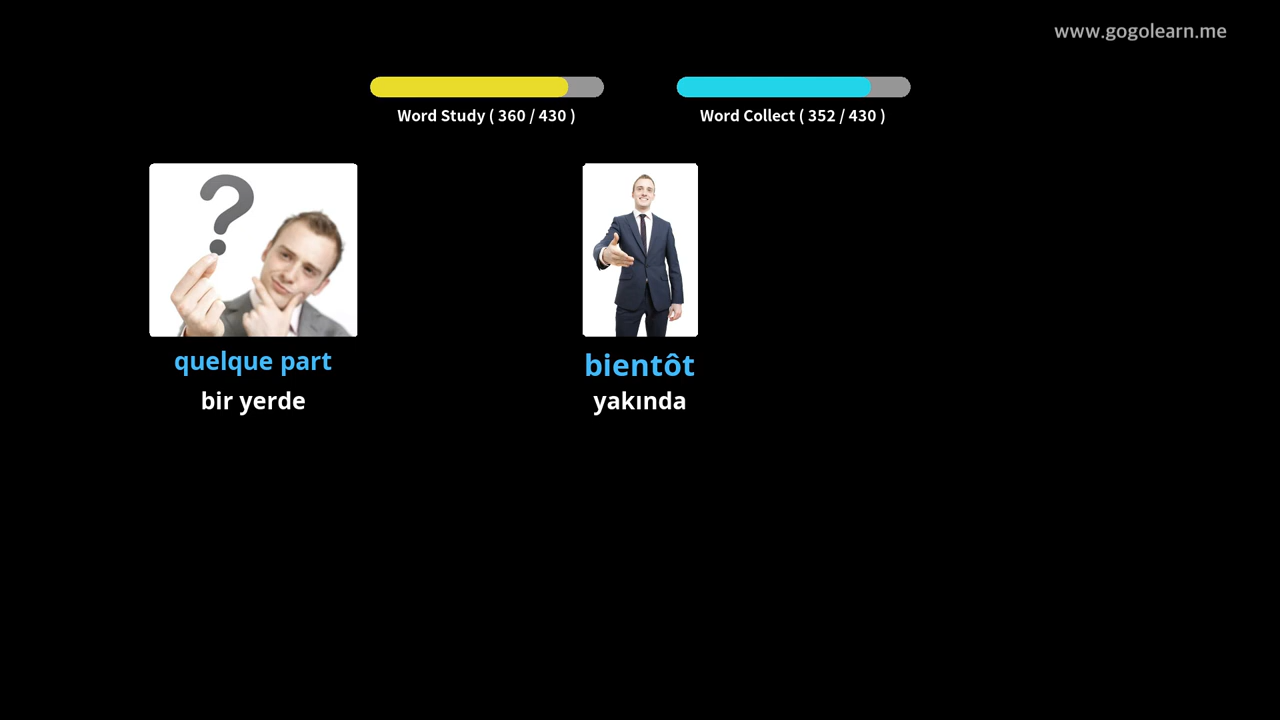 www.gogolearn.me
Word Study ( 360 / 430 )
Word Collect ( 352 / 430 )
quelque part
bir yerde
bientôt
yakında